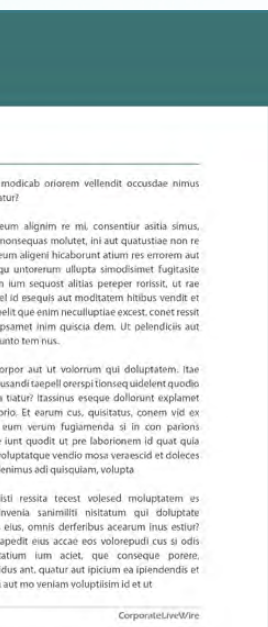 modicab oriorem vellendit occusdae nimus
atur?
eum alignim re mi, consentiur asitia simus,
monsequas molutet, ini aut quatustiae non re
eum aligeni hicaborunt atium res errorem aut
qu untorerum ullupta simodisimet fugitasite
ium sequost alitias pereper rorissit, ut rae
el id esequis aut moditatem hitibus vendit et
elit que enim neculluptiae excest, conet ressit
psamet inim quiscia dem. Ut pelendiciis aut
unto tem nus.
orpor aut ut volorrum qui doluptatem. Itae
usandi taepell orerspi tionseq uidelent quodio
tiatur? Itassinus eseque dollorunt explamet
orio. Et earum cus, quisitatus, conem vid ex
eum verum fugiamenda si in con parions
iunt quodit ut pre laborionem id quat quia
voluptatque vendio mosa veraescid et doleces
enimus adi quisquiam, volupta
isti ressita tecest volesed moluptatem es
nvenia sanimiliti nisitatum qui doluptate
eius, omnis derferibus acearum inus estiur?
apedit eius accae eos volorepudi cus si odis
tatium ium aciet, que conseque porere,
idus ant, quatur aut ipicium ea ipiendendis et
aut mo veniam voluptisim id et ut
CorporateLiveWire